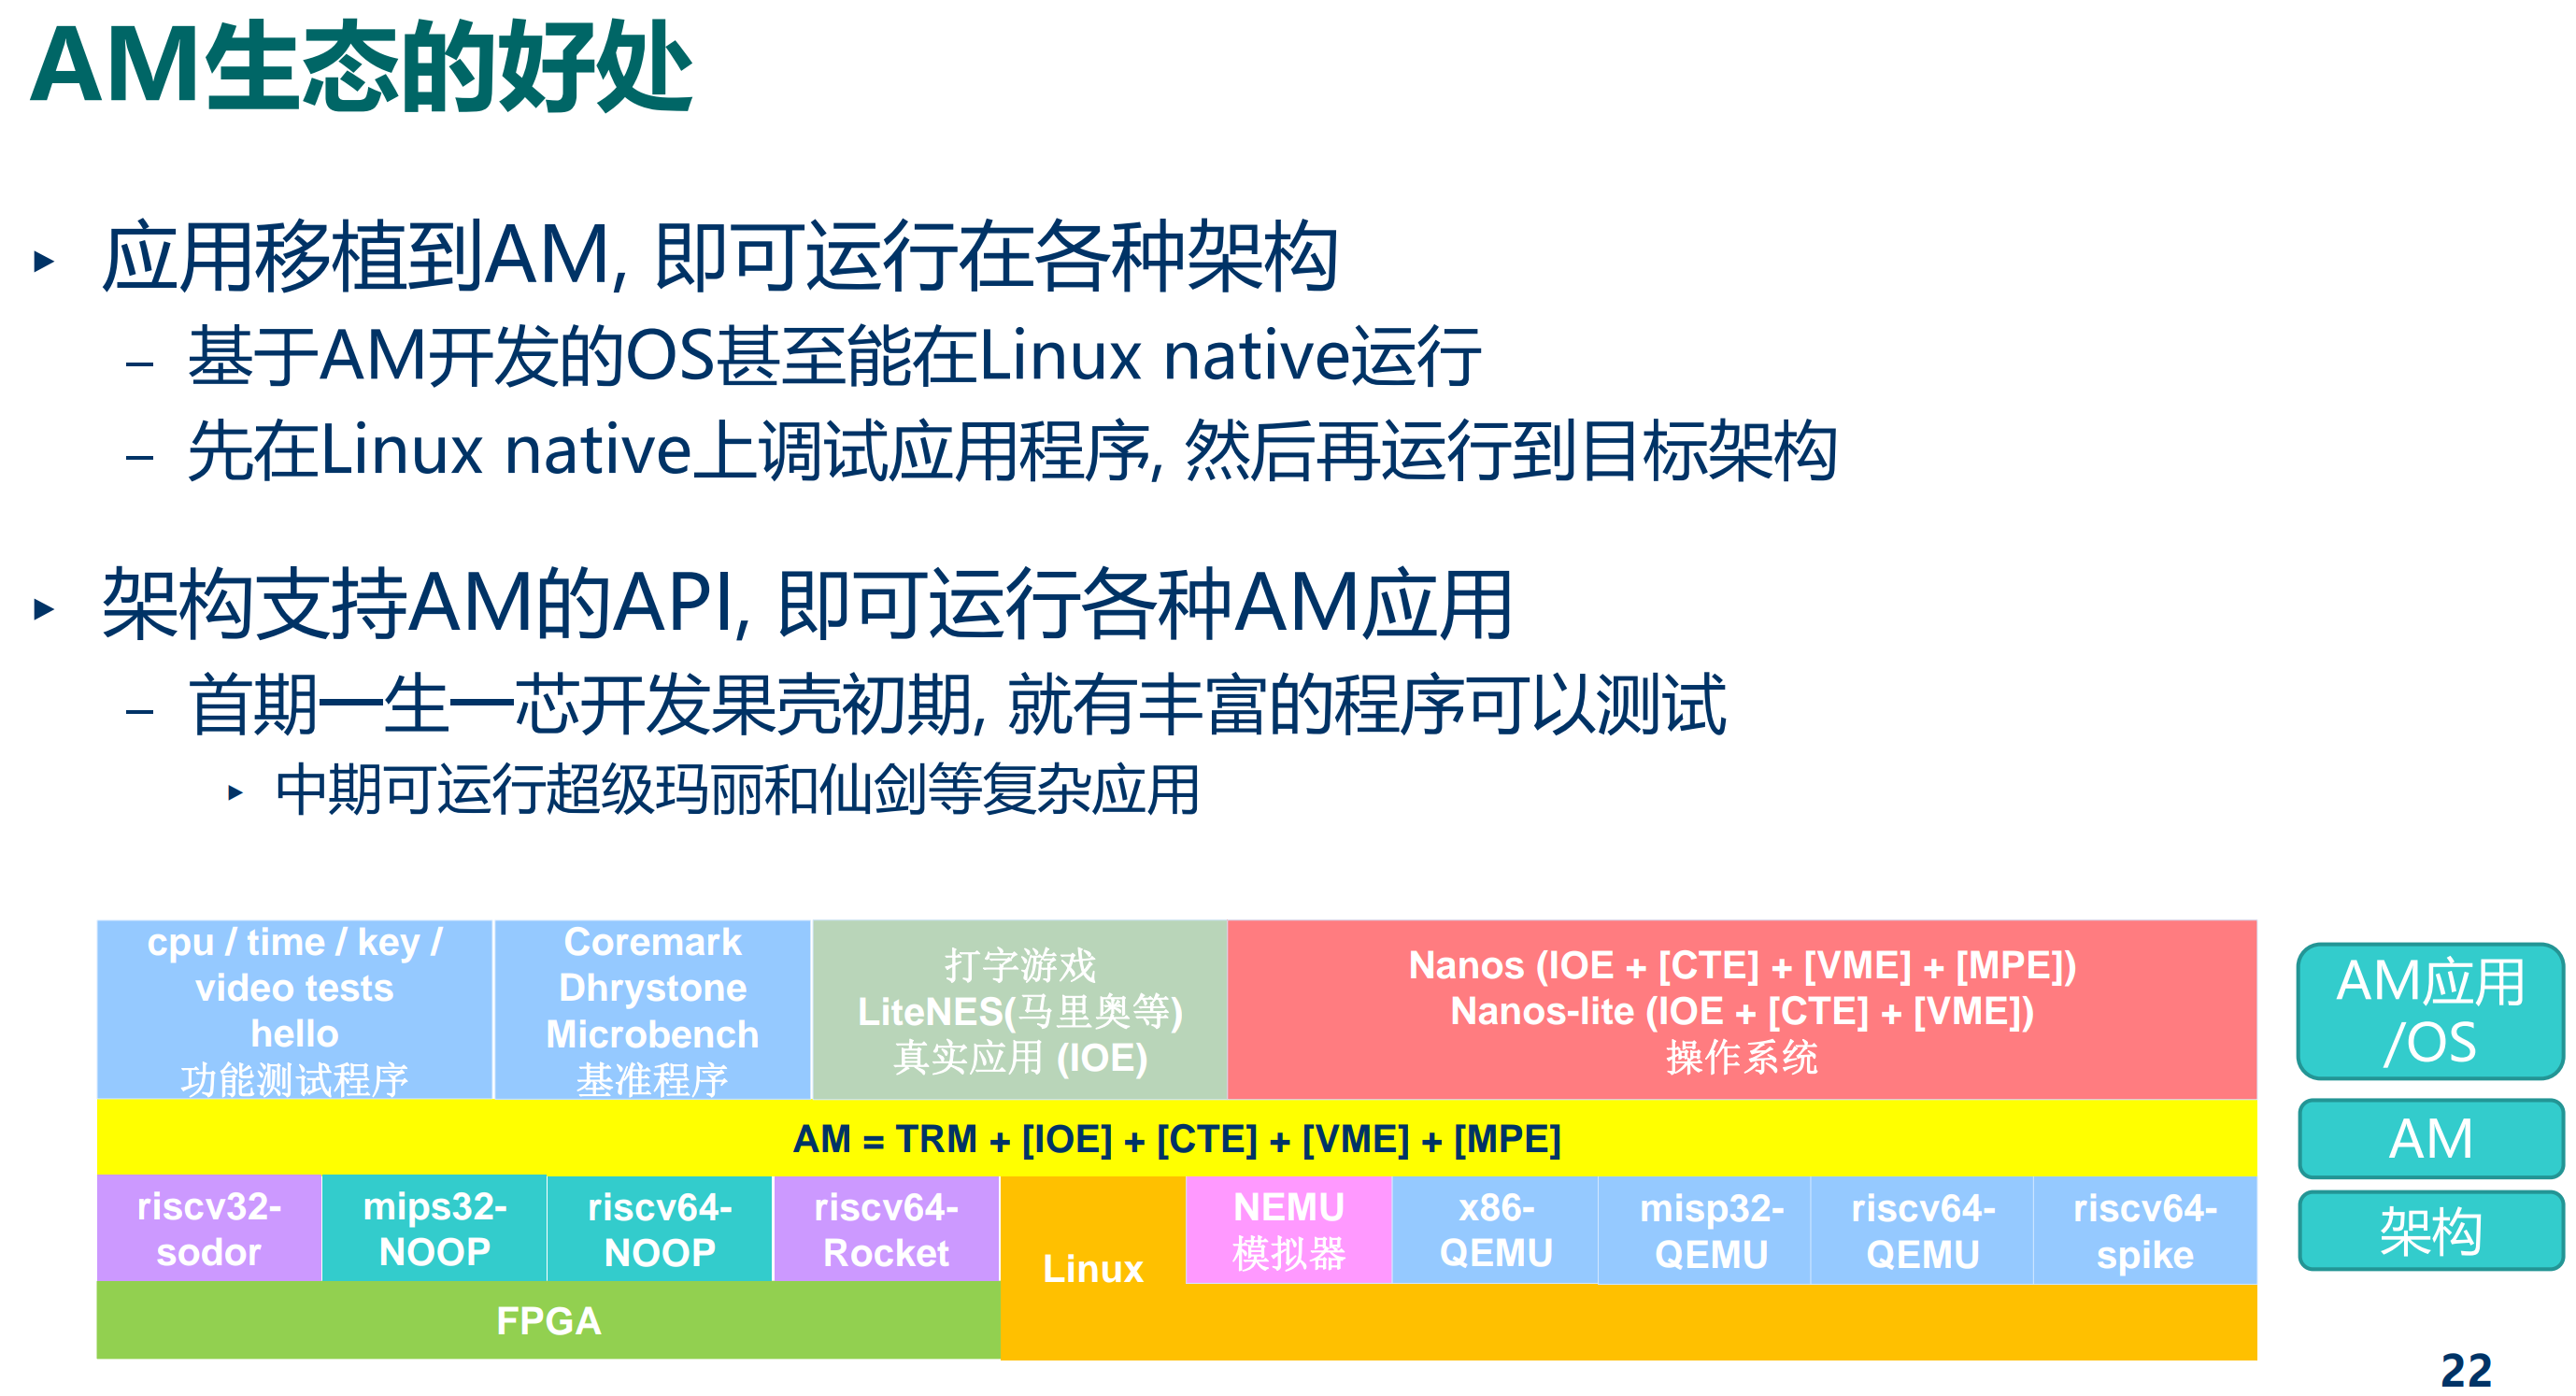 AM生态的好处
▸ 应用移植到AM, 即可运行在各种架构
– 基于AM开发的OS甚至能在Linux native运行
– 先在Linux native上调试应用程序, 然后再运行到目标架构
▸ 架构支持AM的API, 即可运行各种AM应用
– 首期一生一芯开发果壳初期, 就有丰富的程序可以测试
▸ 中期可运行超级玛丽和仙剑等复杂应用
cpu / time / key /
video tests
hello
功能测试程序
Coremark
Dhrystone
Microbench
基准程序
打字游戏
LiteNES(马里奥等)
真实应用 (IOE)
Nanos (IOE + [CTE] + [VME] + [MPE])
Nanos-lite (IOE + [CTE] + [VME])
操作系统
AM应用
/OS
AM = TRM + [IOE] + [CTE] + [VME] + [MPE]
AM
riscv32-
sodor
mips32-
NOOP
riscv64-
NOOP
riscv64-
Rocket
Linux
NEMU
模拟器
x86-
QEMU
misp32-
QEMU
riscv64-
QEMU
riscv64-
spike
架构
FPGA
22